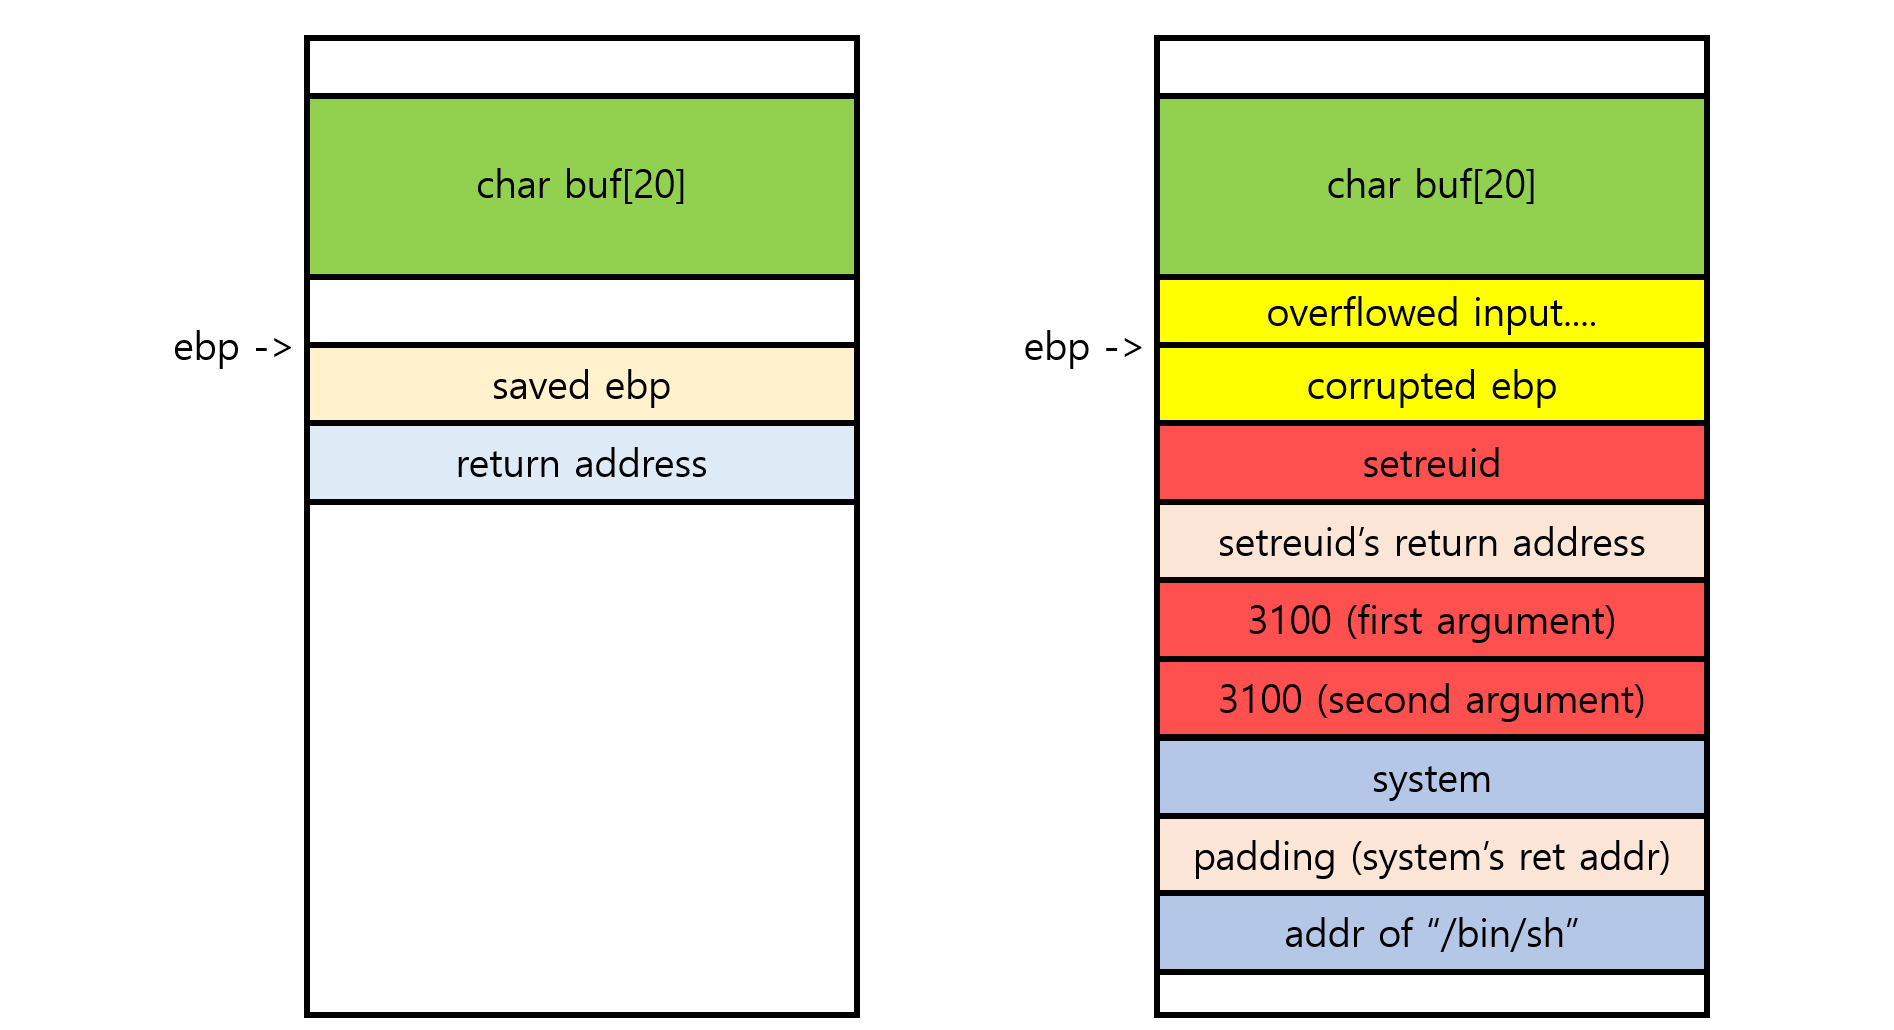 char buf[20]
ebp ->
saved ebp
return address
char buf[20]
overflowed input....
ebp ->
corrupted ebp
setreuid
setreuid’s return address
3100 (first argument)
3100 (second argument)
system
padding (system’s ret addr)
addr of “/bin/sh”